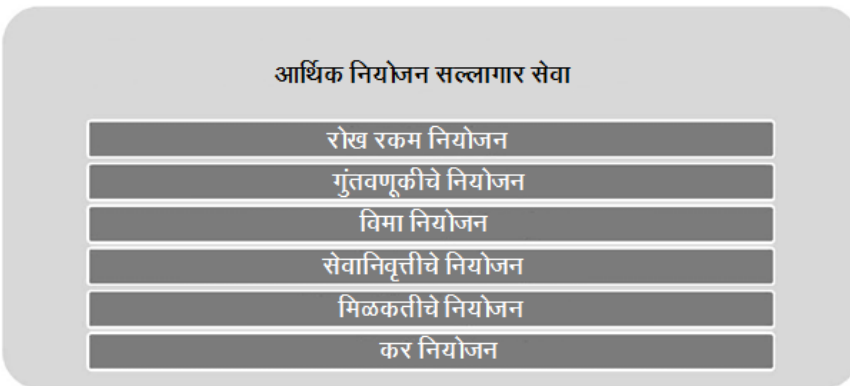 आर्थिक नियोजन सल्लागार सेवा
रोख रकम नियोजन
गुंतवणूकीचे नियोजन
विमा नियोजन
सेवानिवृत्तीचे नियोजन
मिळकतीचे नियोजन
कर नियोजन